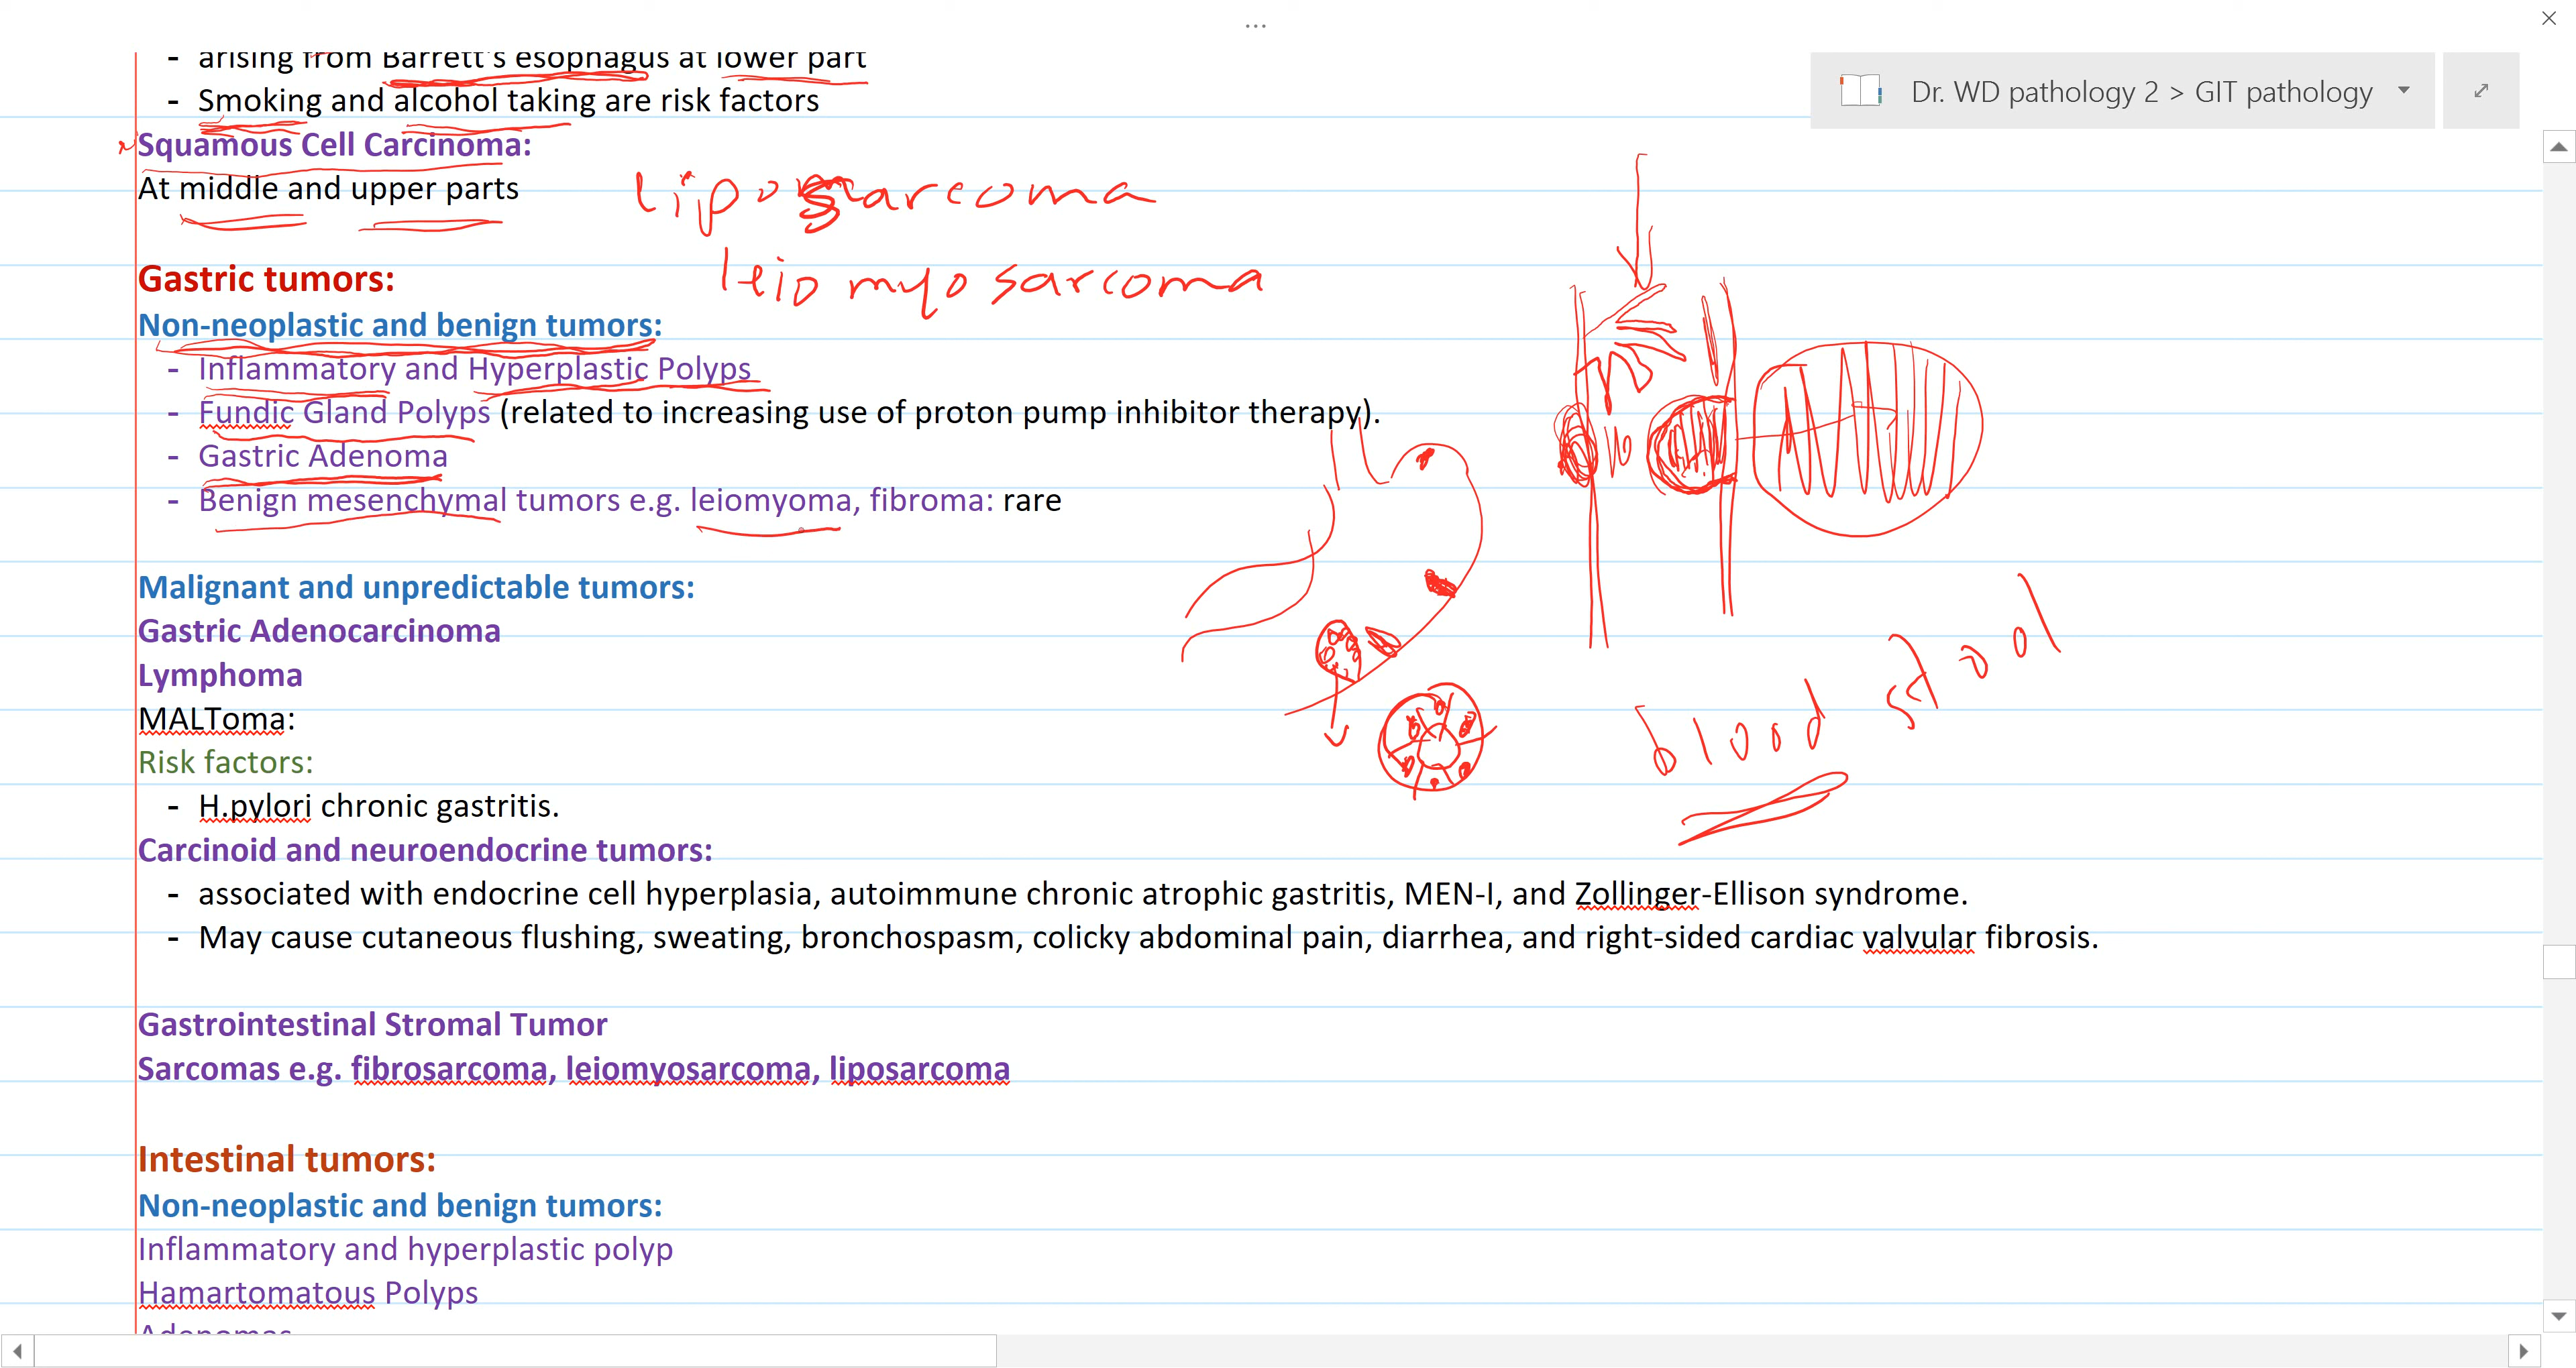 ...
Dr. WD pathology 2 > GIT pathology
- arising from Barrett's esophagus at lower part
- Smoking and alcohol taking are risk factors
Squamous Cell Carcinoma:
At middle and upper parts
lipo sarcoma
leio myo sarcoma
Gastric tumors:
Non-neoplastic and benign tumors:
- Inflammatory and Hyperplastic Polyps
- Fundic Gland Polyps (related to increasing use of proton pump inhibitor therapy).
- Gastric Adenoma
- Benign mesenchymal tumors e.g. leiomyoma, fibroma: rare
Malignant and unpredictable tumors:
Gastric Adenocarcinoma
Lymphoma
MALToma:
blood stool
Risk factors:
- H.pylori chronic gastritis.
Carcinoid and neuroendocrine tumors:
- associated with endocrine cell hyperplasia, autoimmune chronic atrophic gastritis, MEN-I, and Zollinger-Ellison syndrome.
- May cause cutaneous flushing, sweating, bronchospasm, colicky abdominal pain, diarrhea, and right-sided cardiac valvular fibrosis.
Gastrointestinal Stromal Tumor
Sarcomas e.g. fibrosarcoma, leiomyosarcoma, liposarcoma
Intestinal tumors:
Non-neoplastic and benign tumors:
Inflammatory and hyperplastic polyp
Hamartomatous Polyps
Adenomas